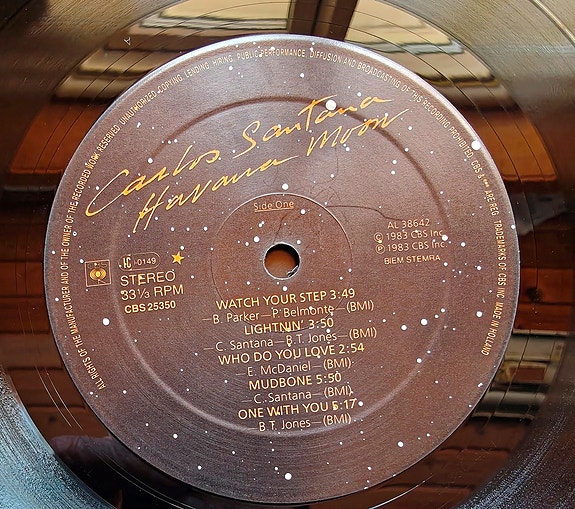 ALL RIGHTS OF THE MANUFACTURER AND OF THE OWNER OF THE RECORDED WORK RESERVED. UNAUTHORIZED COPYING, LENDING, HIRING, PUBLIC PERFORMANCE, DIFFUSION AND BROADCASTING OF THIS RECORDING PROHIBITED. CBS & ARE REG. TRADEMARKS OF CBS INC. MADE IN HOLLAND
Carlos Santana
Havana Moon
Side One
LC-0149
STEREO
33⅓ RPM
CBS 25350
AL 38642
© 1983 CBS Inc.
℗ 1983 CBS Inc.
BIEM STEMRA
WATCH YOUR STEP 3:49
—B. Parker—P. Belmonte—(BMI)
LIGHTNIN' 3:50
—C. Santana—B.T. Jones—(BMI)
WHO DO YOU LOVE 2:54
—E. McDaniel—(BMI)
MUDBONE 5:50
—C. Santana—(BMI)
ONE WITH YOU 5:17
B.T. Jones—(BMI)